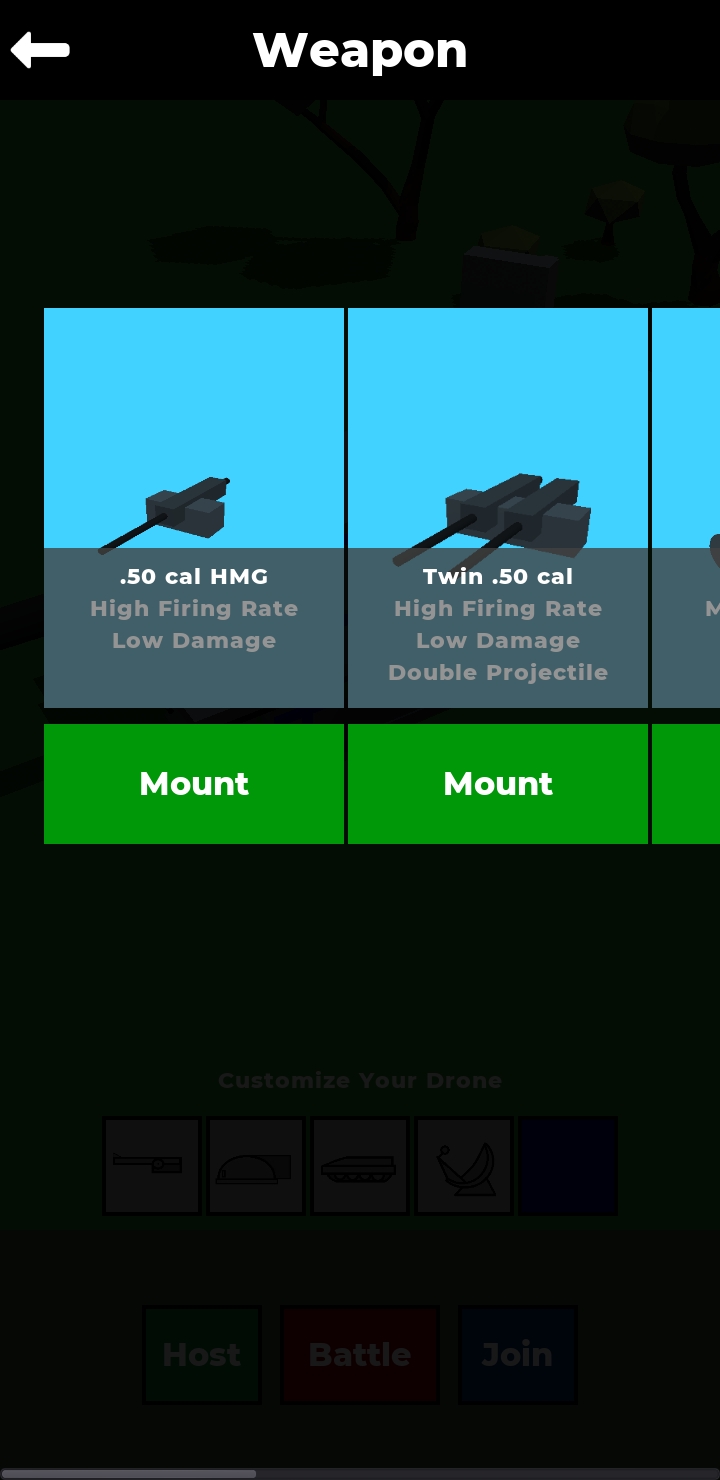 Weapon
.50 cal HMG
High Firing Rate
Low Damage
Twin .50 cal
High Firing Rate
Low Damage
Double Projectile
Mount
Mount
Customize Your Drone
Host
Battle
Join